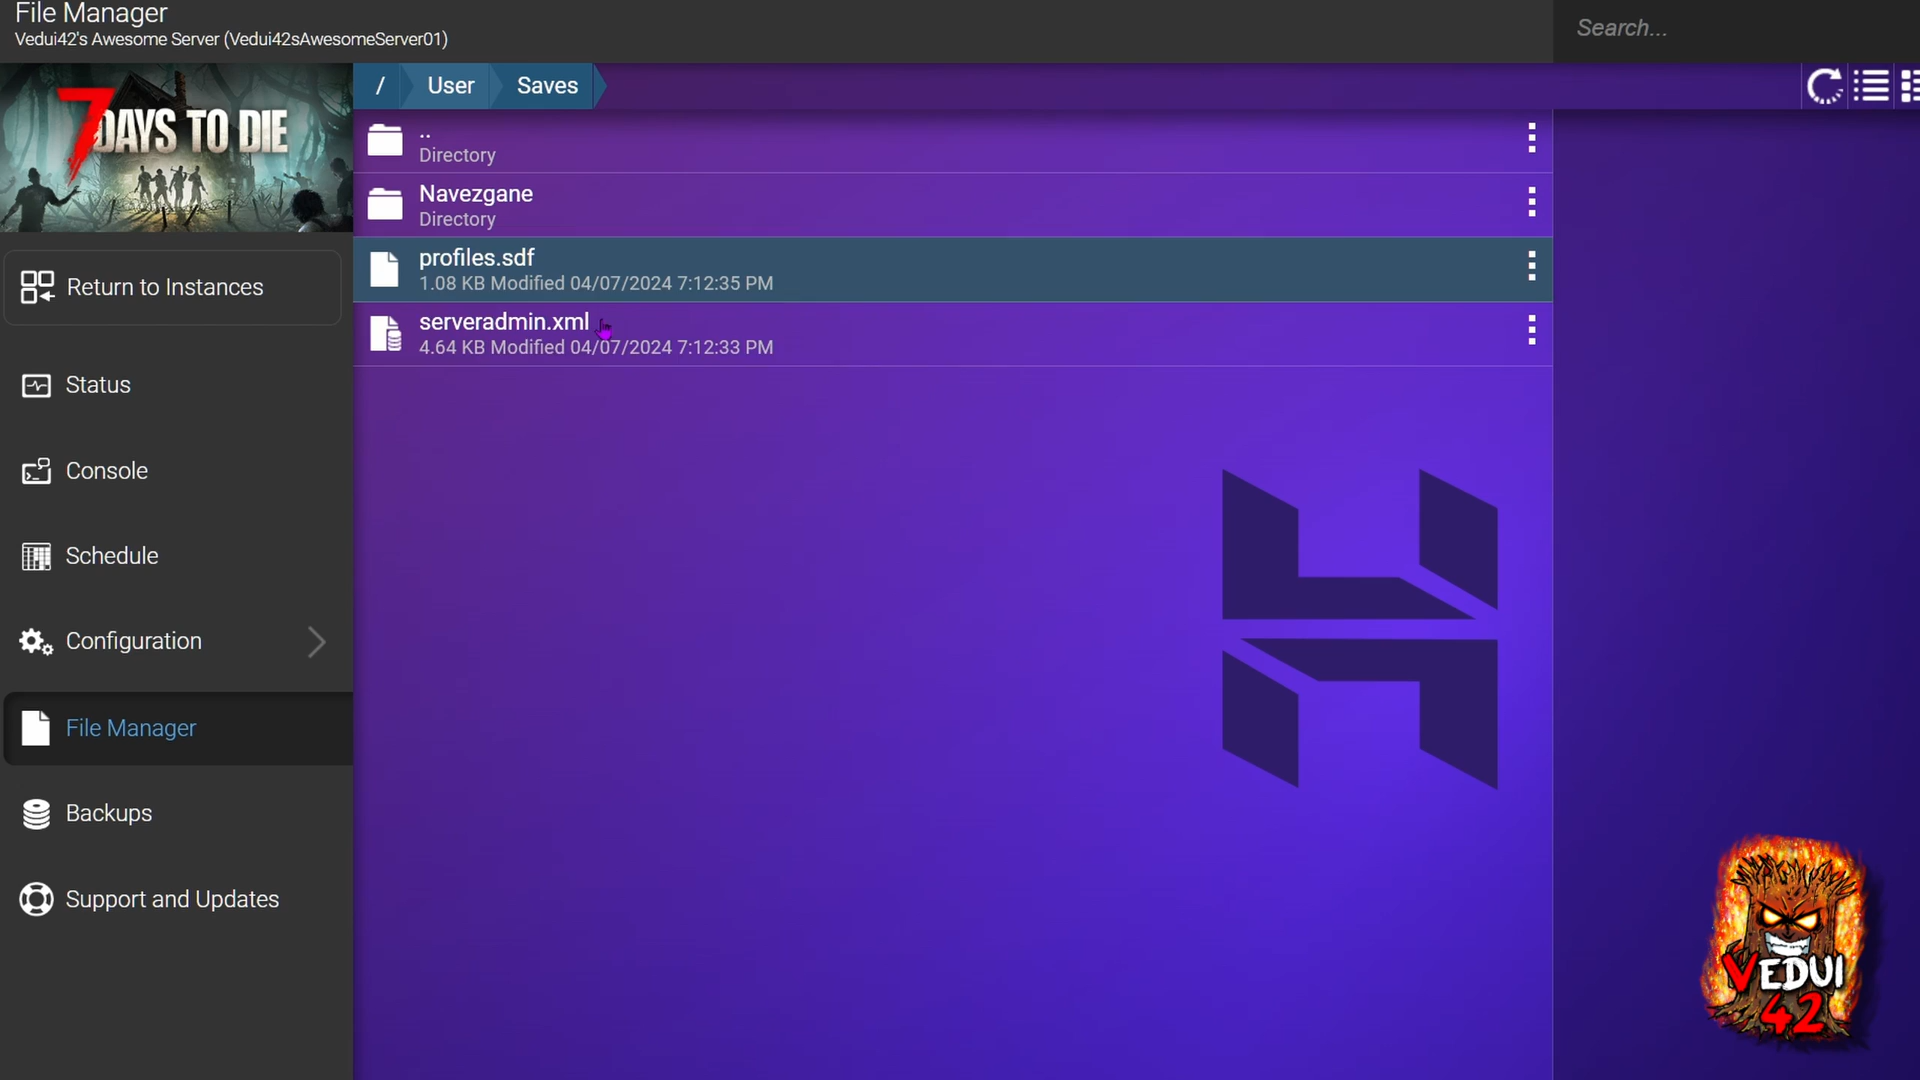 File Manager
Vedui42's Awesome Server (Vedui42sAwesomeServer01)
Search...
7 DAYS TO DIE
/ User Saves
..
Directory
Navezgane
Directory
profiles.sdf
1.08 KB Modified 04/07/2024 7:12:35 PM
serveradmin.xml
4.64 KB Modified 04/07/2024 7:12:33 PM
Return to Instances
Status
Console
Schedule
Configuration
File Manager
Backups
Support and Updates
VEDUI
42